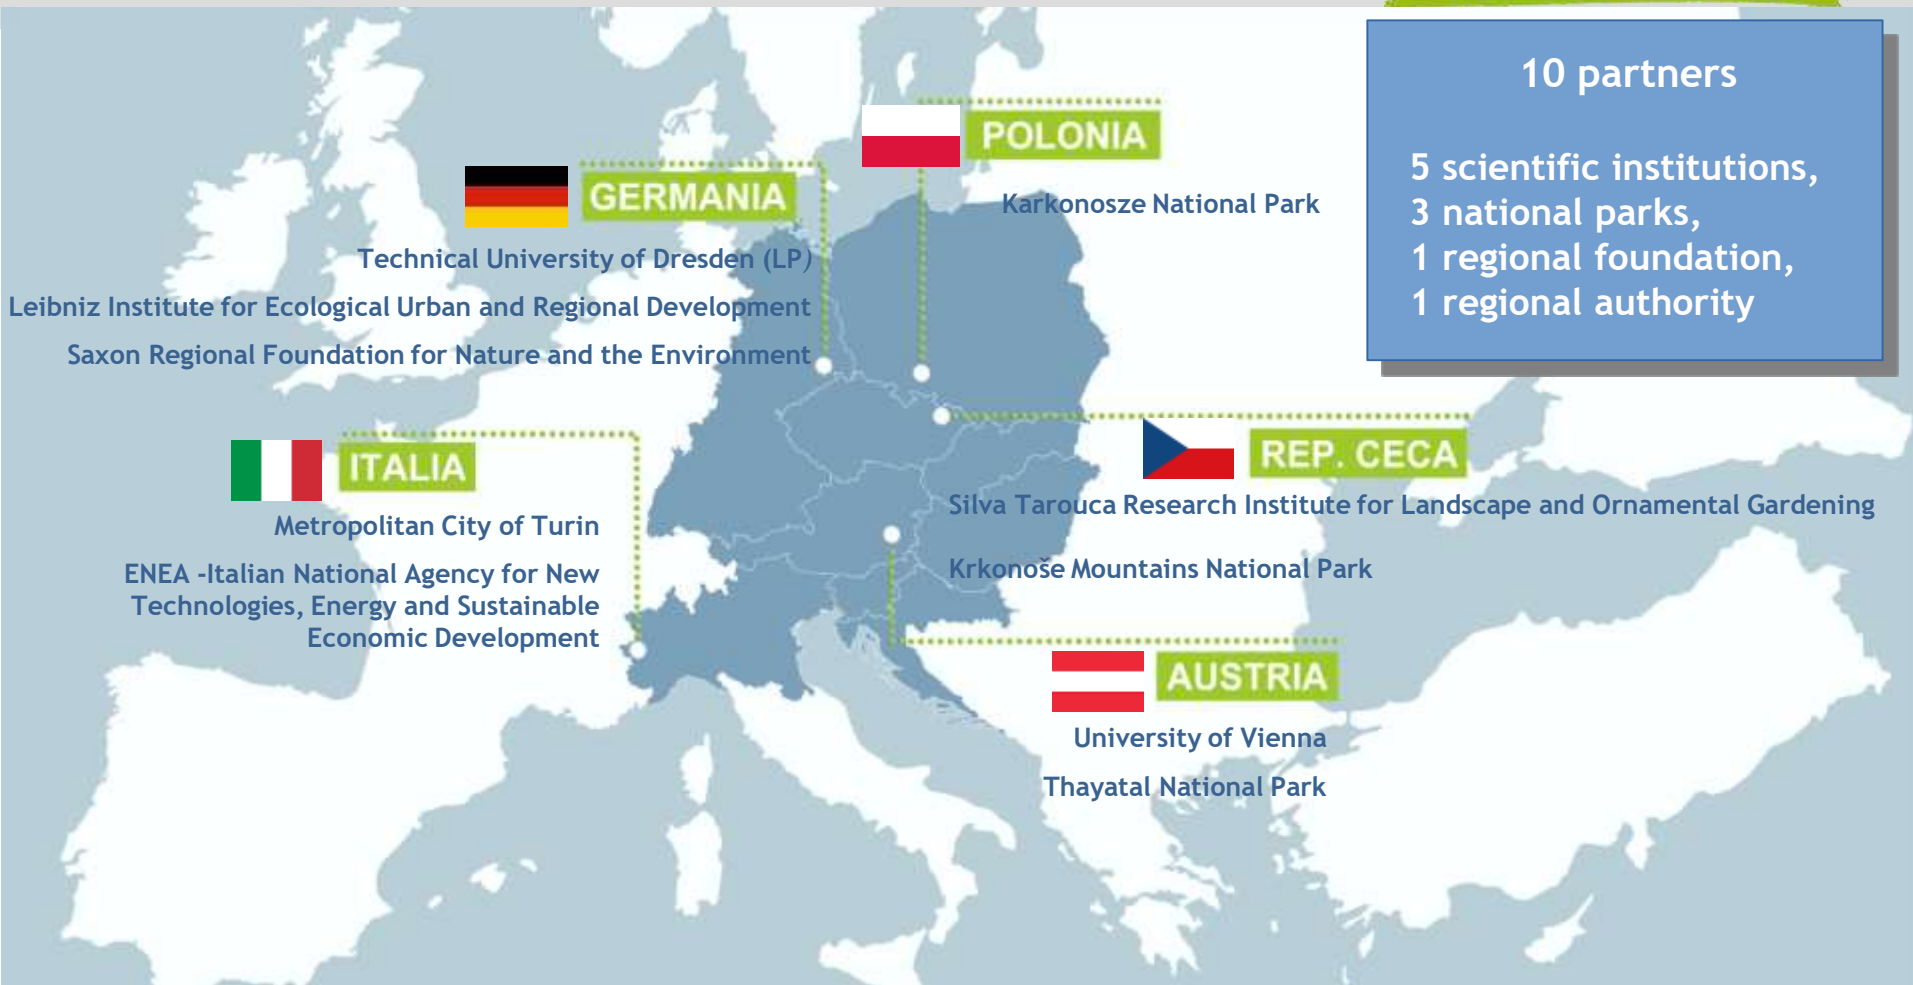 10 partners
5 scientific institutions,
3 national parks,
1 regional foundation,
1 regional authority
POLONIA
Karkonosze National Park
GERMANIA
Technical University of Dresden (LP)
Leibniz Institute for Ecological Urban and Regional Development
Saxon Regional Foundation for Nature and the Environment
ITALIA
Metropolitan City of Turin
ENEA -Italian National Agency for New
Technologies, Energy and Sustainable
Economic Development
REP. CECA
Silva Tarouca Research Institute for Landscape and Ornamental Gardening
Krkonoše Mountains National Park
AUSTRIA
University of Vienna
Thayatal National Park